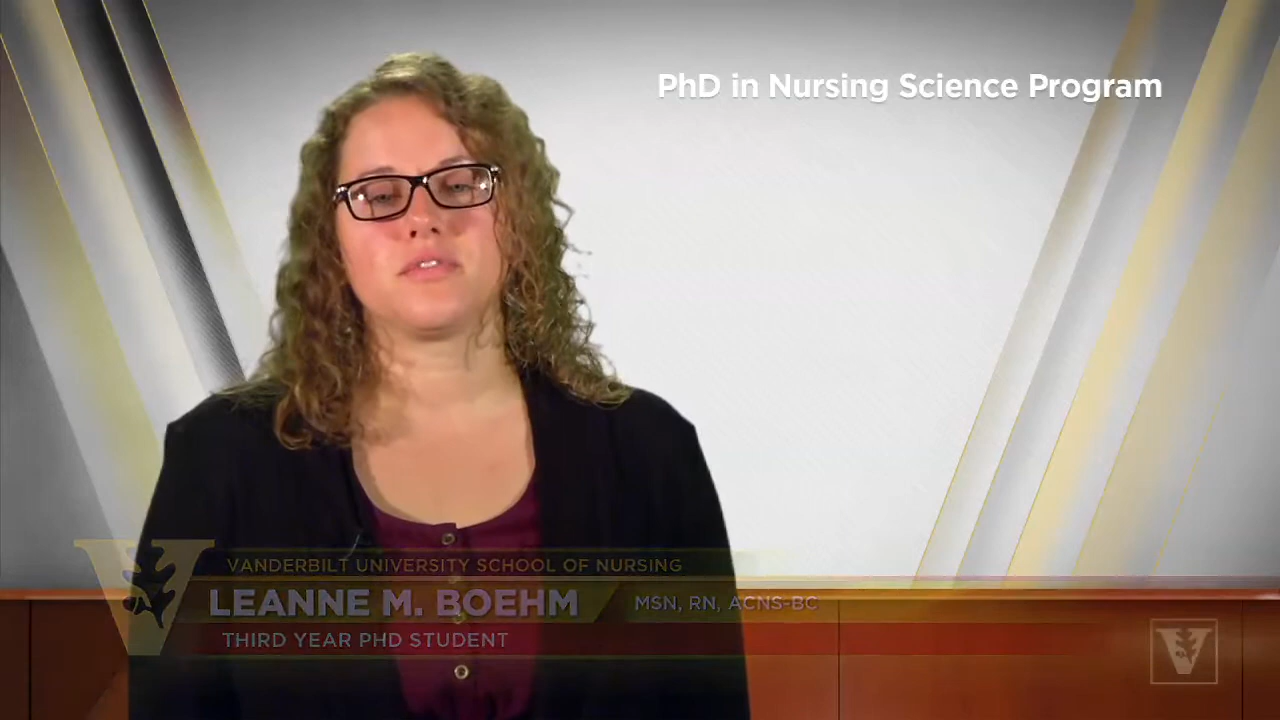 PhD in Nursing Science Program
VANDERBILT UNIVERSITY SCHOOL OF NURSING
LEANNE M. BOEHM
MSN, RN, ACNS-BC
THIRD YEAR PHD STUDENT
V
V